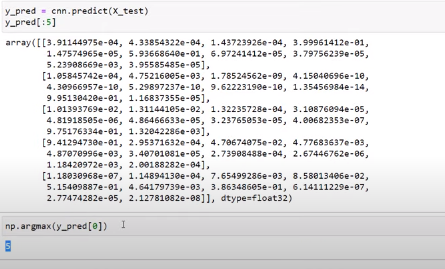 y_pred = cnn.predict(X_test)
y_pred[:5]
array([[3.91144975e-04, 4.33854322e-04, 1.43723926e-04, 3.99961412e-01,
1.47574965e-05, 5.93668640e-01, 6.97241412e-05, 3.79756239e-05,
5.23908669e-03, 3.95585485e-05],
[1.05845742e-04, 4.75216005e-03, 1.78524562e-09, 4.15040696e-10,
4.30966957e-10, 5.29897237e-10, 9.62223190e-10, 1.35456984e-14,
9.95130420e-01, 1.16837355e-05],
[1.01393769e-02, 1.31144105e-02, 1.32235728e-04, 3.10876094e-05,
4.81918505e-06, 4.86466633e-05, 3.23765053e-05, 4.00682353e-07,
9.75176334e-01, 1.32042286e-03],
[9.41294730e-01, 2.95371632e-04, 4.70674075e-02, 4.77683637e-03,
4.87070996e-03, 3.40701081e-05, 2.73908488e-04, 2.67446762e-06,
1.18420972e-03, 2.00188282e-04],
[1.18030968e-07, 1.14894130e-04, 7.65499286e-03, 8.58013406e-02,
5.15409887e-01, 4.64179739e-03, 3.86348605e-01, 6.14111229e-07,
2.77474282e-05, 2.12781082e-08]], dtype=float32)
np.argmax(y_pred[0])
5